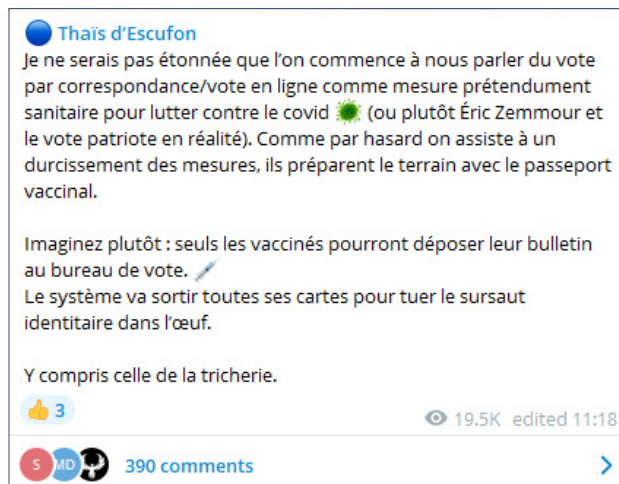 Thaïs d'Escufon
Je ne serais pas étonnée que l'on commence à nous parler du vote
par correspondance/vote en ligne comme mesure prétendument
sanitaire pour lutter contre le covid 🦠 (ou plutôt Éric Zemmour et
le vote patriote en réalité). Comme par hasard on assiste à un
durcissement des mesures, ils préparent le terrain avec le passeport
vaccinal.
Imaginez plutôt : seuls les vaccinés pourront déposer leur bulletin
au bureau de vote. 💉
Le système va sortir toutes ses cartes pour tuer le sursaut
identitaire dans l'œuf.
Y compris celle de la tricherie.
👍 3
19.5K edited 11:18
S MD 390 comments